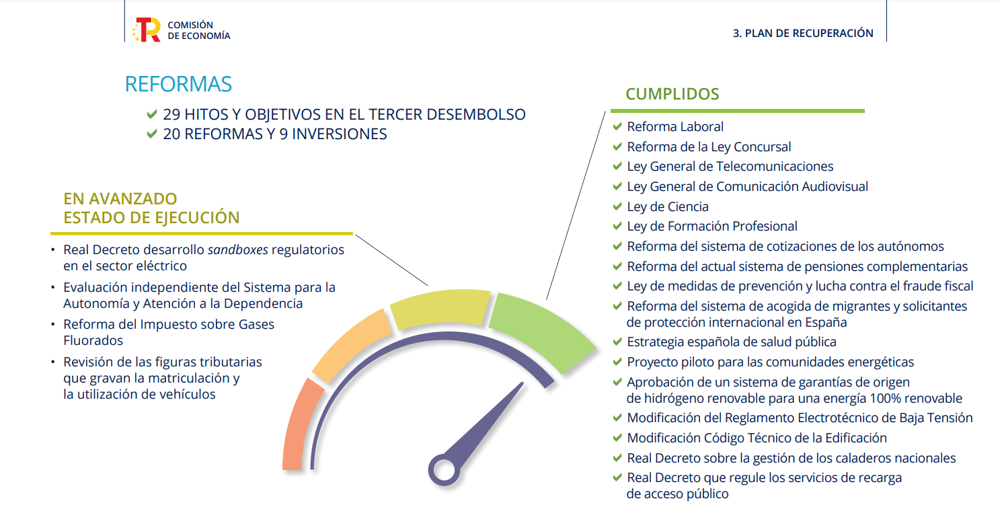 COMISIÓN
DE ECONOMÍA
3. PLAN DE RECUPERACIÓN
REFORMAS
29 HITOS Y OBJETIVOS EN EL TERCER DESEMBOLSO
20 REFORMAS Y 9 INVERSIONES
EN AVANZADO
ESTADO DE EJECUCIÓN
• Real Decreto desarrollo sandboxes regulatorios
en el sector eléctrico
• Evaluación independiente del Sistema para la
Autonomía y Atención a la Dependencia
• Reforma del Impuesto sobre Gases
Fluorados
• Revisión de las figuras tributarias
que gravan la matriculación y
la utilización de vehículos
CUMPLIDOS
Reforma Laboral
Reforma de la Ley Concursal
Ley General de Telecomunicaciones
Ley General de Comunicación Audiovisual
Ley de Ciencia
Ley de Formación Profesional
Reforma del sistema de cotizaciones de los autónomos
Reforma del actual sistema de pensiones complementarias
Ley de medidas de prevención y lucha contra el fraude fiscal
Reforma del sistema de acogida de migrantes y solicitantes
de protección internacional en España
Estrategia española de salud pública
Proyecto piloto para las comunidades energéticas
Aprobación de un sistema de garantías de origen
de hidrógeno renovable para una energía 100% renovable
Modificación del Reglamento Electrotécnico de Baja Tensión
Modificación Código Técnico de la Edificación
Real Decreto sobre la gestión de los caladeros nacionales
Real Decreto que regule los servicios de recarga
de acceso público